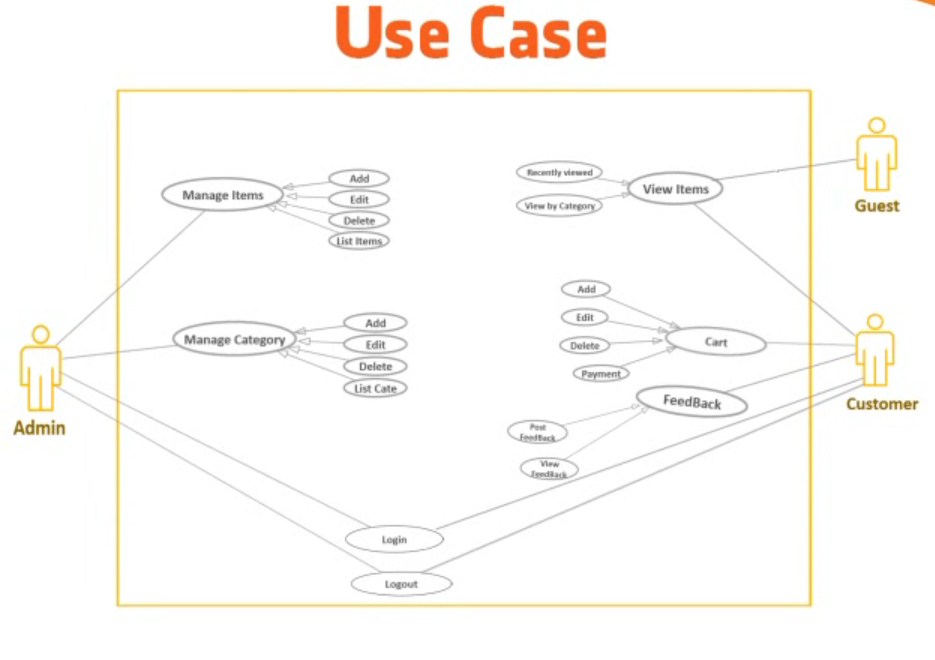 Use Case
Manage Items
Add
Edit
Delete
List Items
Recently viewed
View by Category
View Items
Guest
Manage Category
Add
Edit
Delete
List Cate
Add
Edit
Delete
Payment
Cart
FeedBack
Post
FeedBack
View
FeedBack
Admin
Customer
Login
Logout